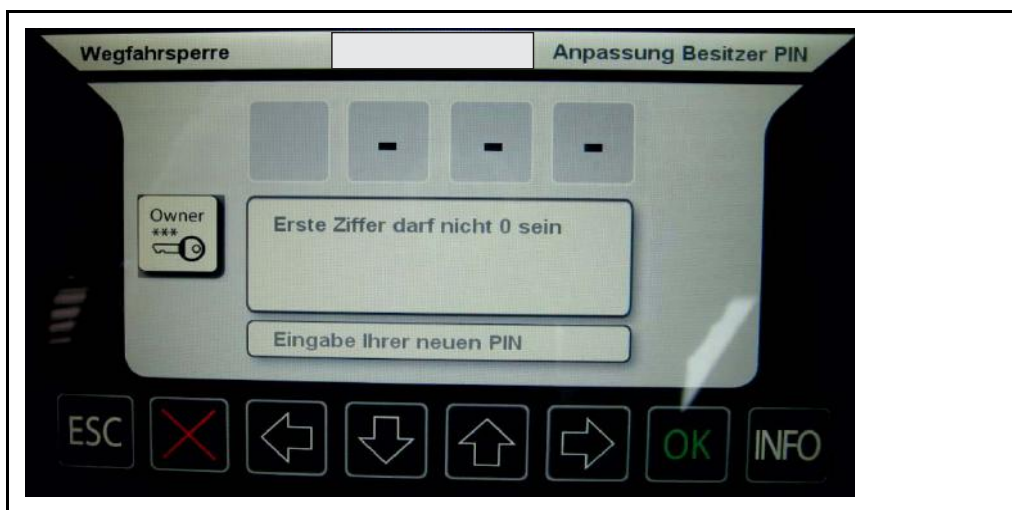 Wegfahrsperre Anpassung Besitzer PIN
- - -
Owner
***
Erste Ziffer darf nicht 0 sein
Eingabe Ihrer neuen PIN
ESC OK INFO